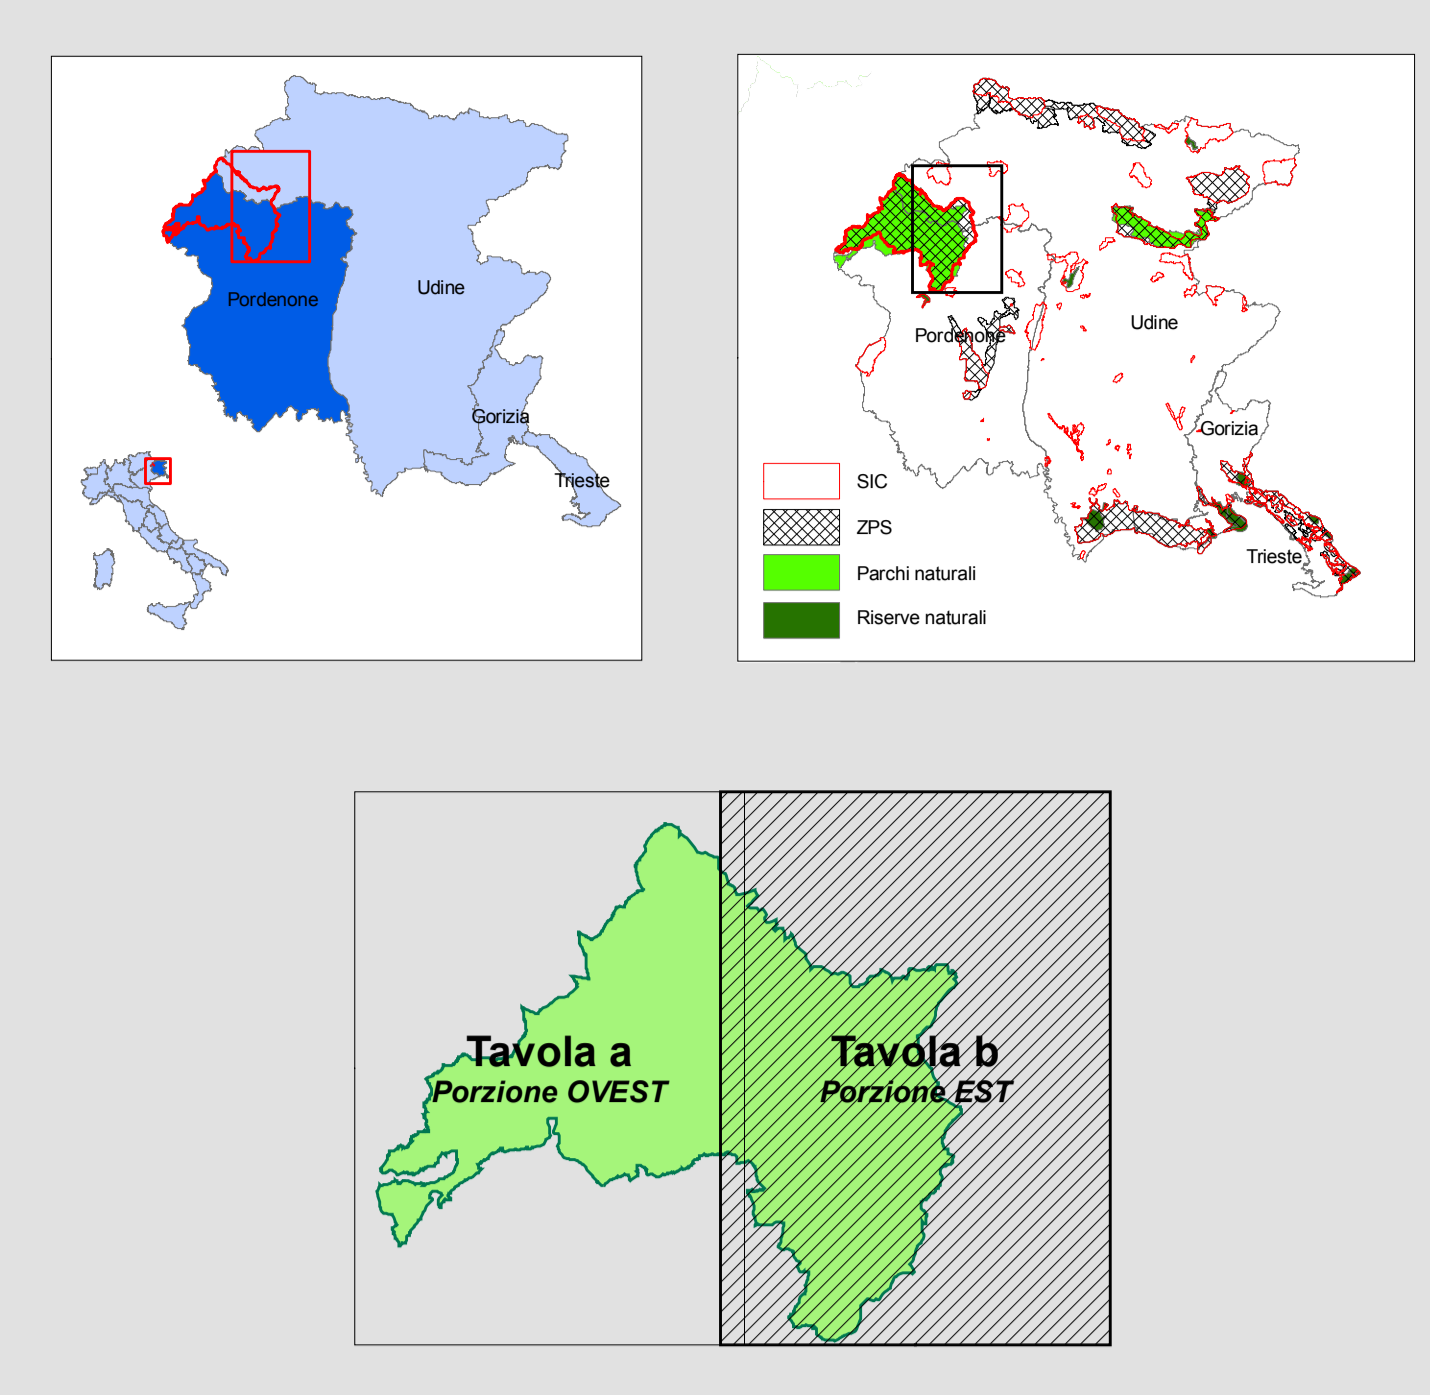 Pordenone
Udine
Gorizia
Trieste
Pordenone
Udine
Gorizia
Trieste
SIC
ZPS
Parchi naturali
Riserve naturali
Tavola a
Porzione OVEST
Tavola b
Porzione EST